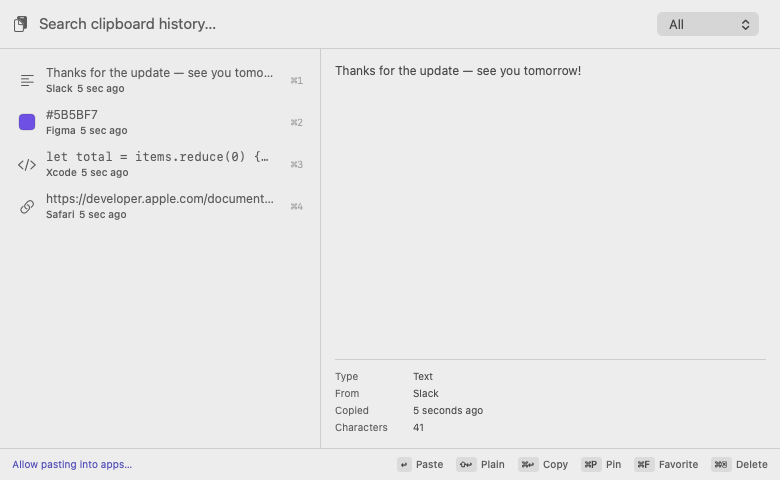 Search clipboard history...
All
Thanks for the update — see you tomo...
Slack 5 sec ago
⌘1
#5B5BF7
Figma 5 sec ago
⌘2
let total = items.reduce(0) {…
Xcode 5 sec ago
⌘3
https://developer.apple.com/document...
Safari 5 sec ago
⌘4
Thanks for the update — see you tomorrow!
Type Text
From Slack
Copied 5 seconds ago
Characters 41
Allow pasting into apps...
↩ Paste ⇧↩ Plain ⌘↩ Copy ⌘P Pin ⌘F Favorite ⌘⌫ Delete